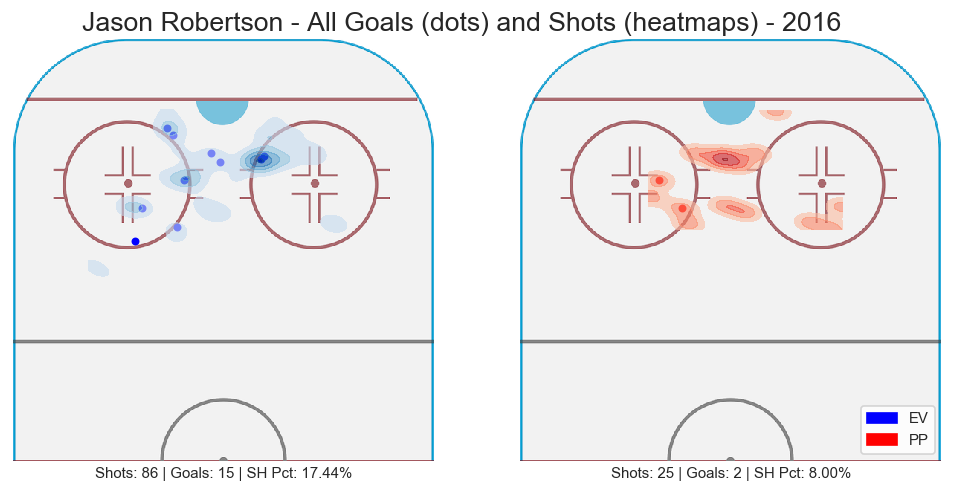 Jason Robertson - All Goals (dots) and Shots (heatmaps) - 2016
EV
PP
Shots: 86 | Goals: 15 | SH Pct: 17.44%
Shots: 25 | Goals: 2 | SH Pct: 8.00%